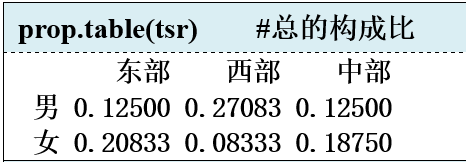 prop.table(tsr) #总的构成比
东部 西部 中部
男 0.12500 0.27083 0.12500
女 0.20833 0.08333 0.18750